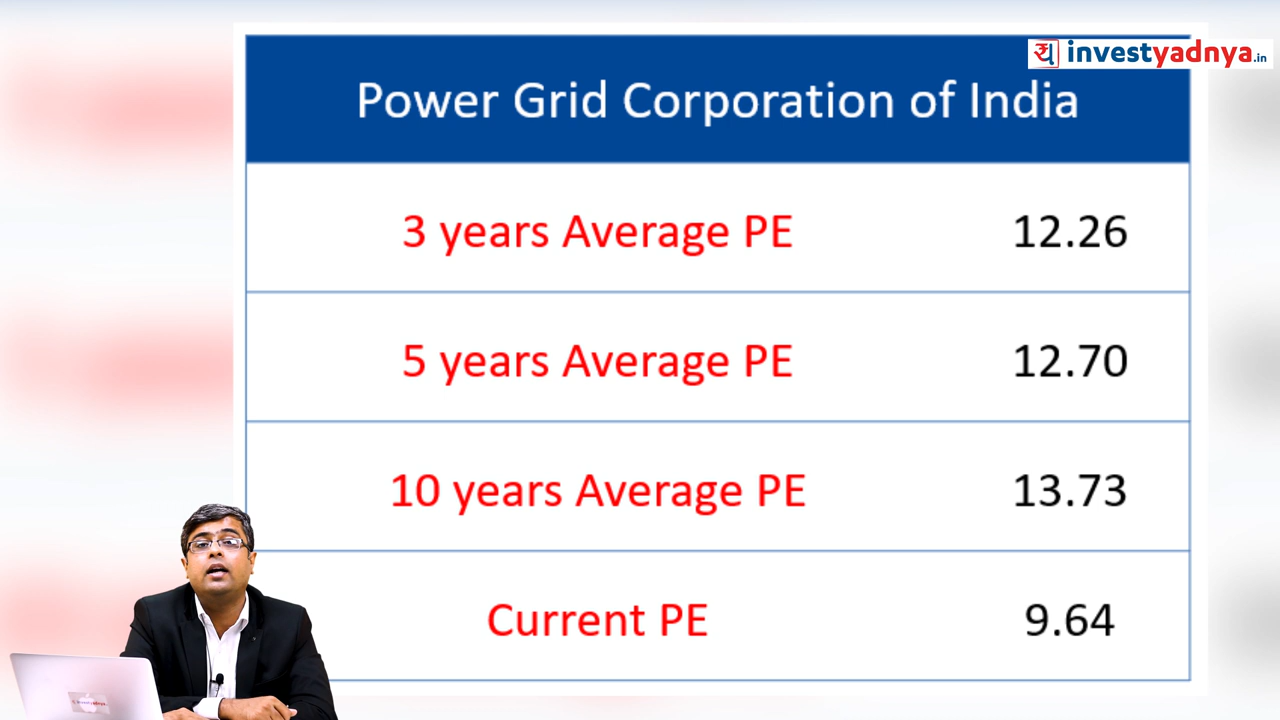 investyadnya.in
Power Grid Corporation of India
3 years Average PE 12.26
5 years Average PE 12.70
10 years Average PE 13.73
Current PE 9.64